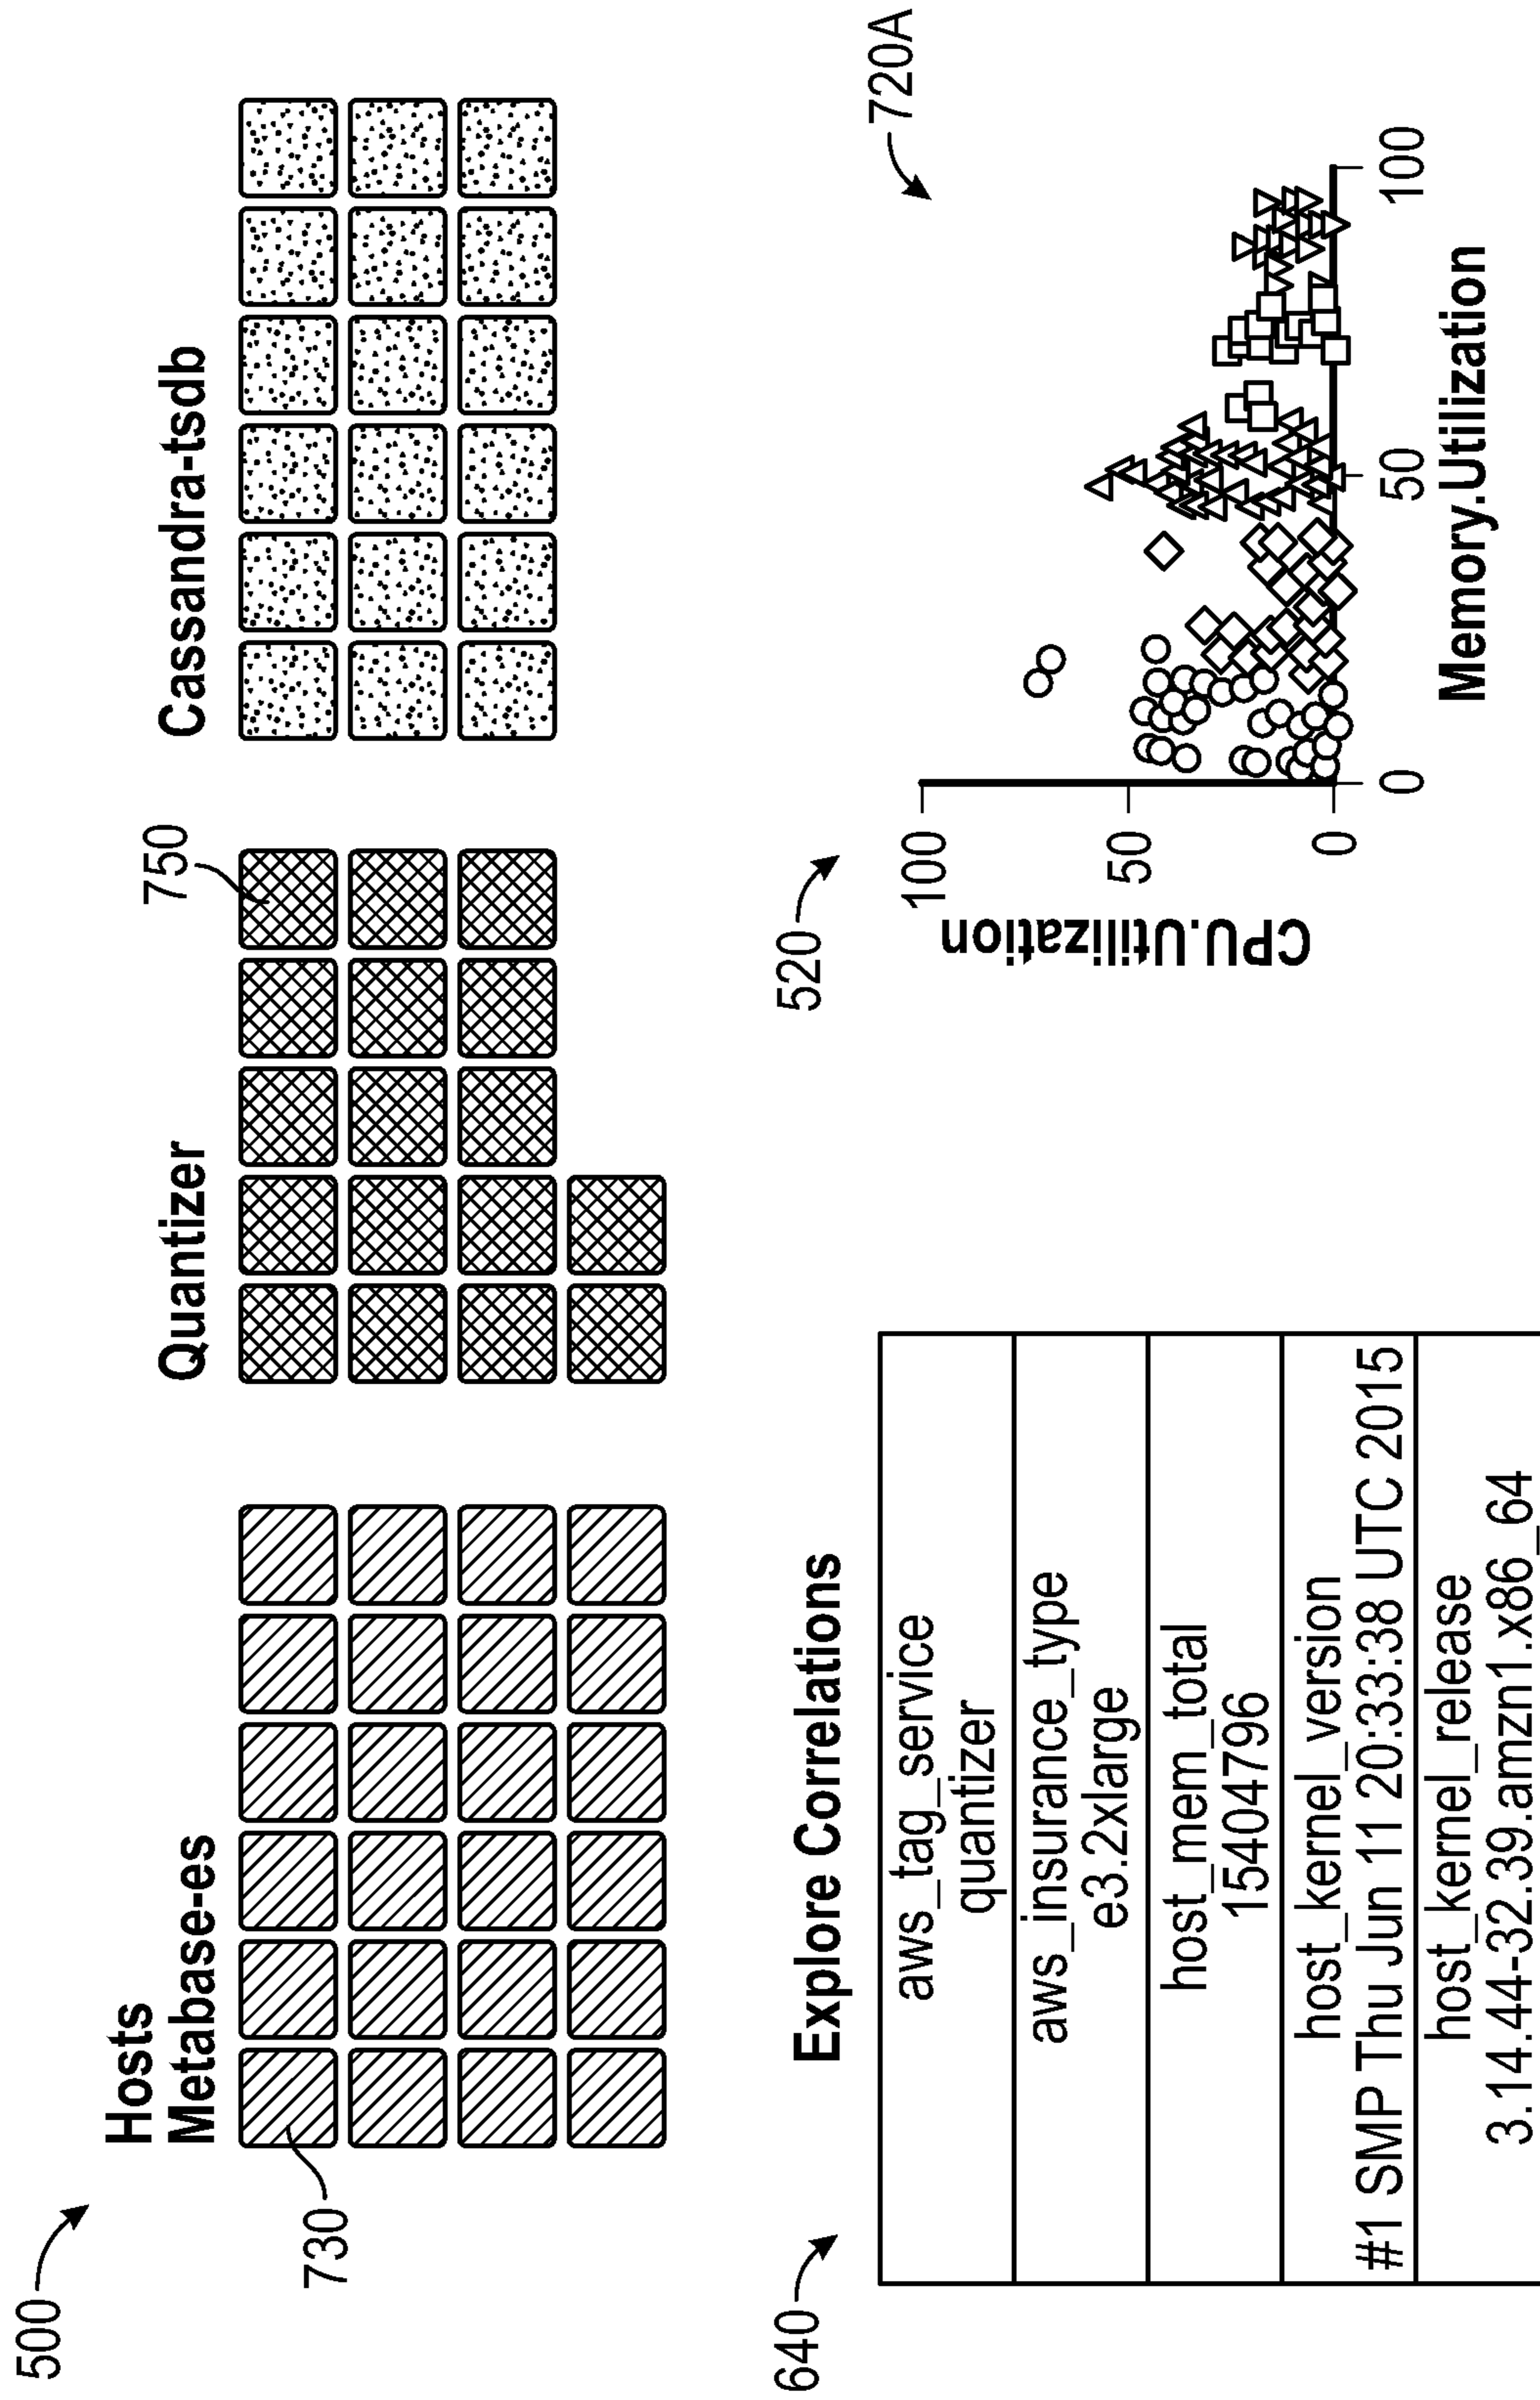 500
Hosts
Metabase-es
730
Quantizer
750
Cassandra-tsdb
640
Explore Correlations
aws_tag_service
quantizer
aws_insurance_type
e3.2xlarge
host_mem_total
15404796
host_kernel_version
#1 SMP Thu Jun 11 20:33:38 UTC 2015
host_kernel_release
3.14.44-32.39.amzn1.x86_64
520
720A
CPU.Utilization
100
50
0
0
50
100
Memory.Utilization